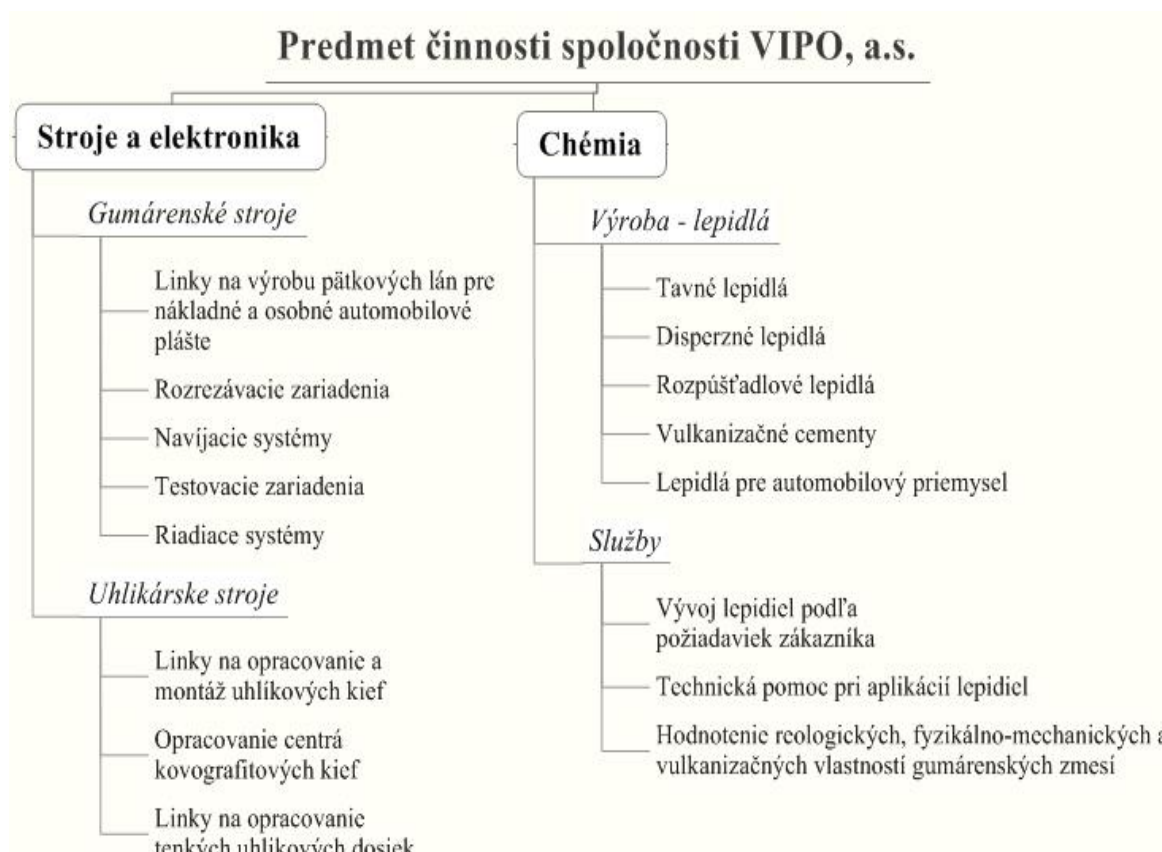 Predmet činnosti spoločnosti VIPO, a.s.
Stroje a elektronika
Gumárenské stroje
Linky na výrobu pätkových lán pre
nákladné a osobné automobilové
plášte
Rozrezávacie zariadenia
Navíjacie systémy
Testovacie zariadenia
Riadiace systémy
Uhlikárske stroje
Linky na opracovanie a
montáž uhlíkových kief
Opracovanie centrá
kovografitových kief
Linky na opracovanie
tenkých uhlikových dosiek
Chémia
Výroba - lepidlá
Tavné lepidlá
Disperzné lepidlá
Rozpúšťadlové lepidlá
Vulkanizačné cementy
Lepidlá pre automobilový priemysel
Služby
Vývoj lepidiel podľa
požiadaviek zákazníka
Technická pomoc pri aplikácií lepidiel
Hodnotenie reologických, fyzikálno-mechanických a
vulkanizačných vlastností gumárenských zmesí